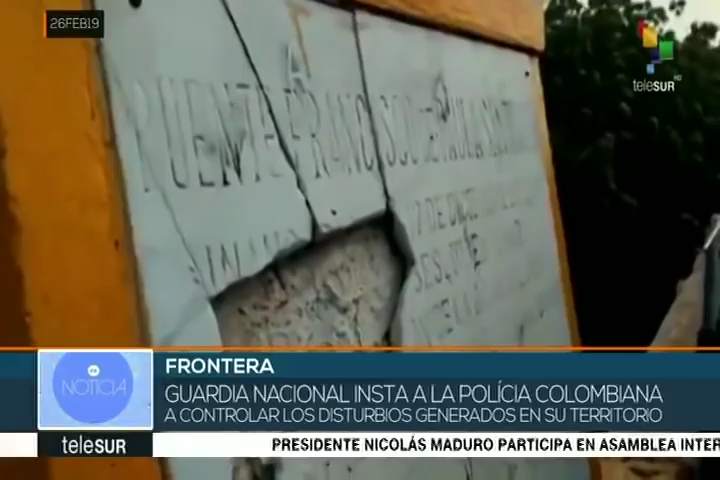 26FEB19
teleSUR HD
PUENTE FRANCISCO DE PAULA
FRONTERA
NOTICIA
GUARDIA NACIONAL INSTA A LA POLÍCIA COLOMBIANA
A CONTROLAR LOS DISTURBIOS GENERADOS EN SU TERRITORIO
teleSUR
PRESIDENTE NICOLÁS MADURO PARTICIPA EN ASAMBLEA INTER